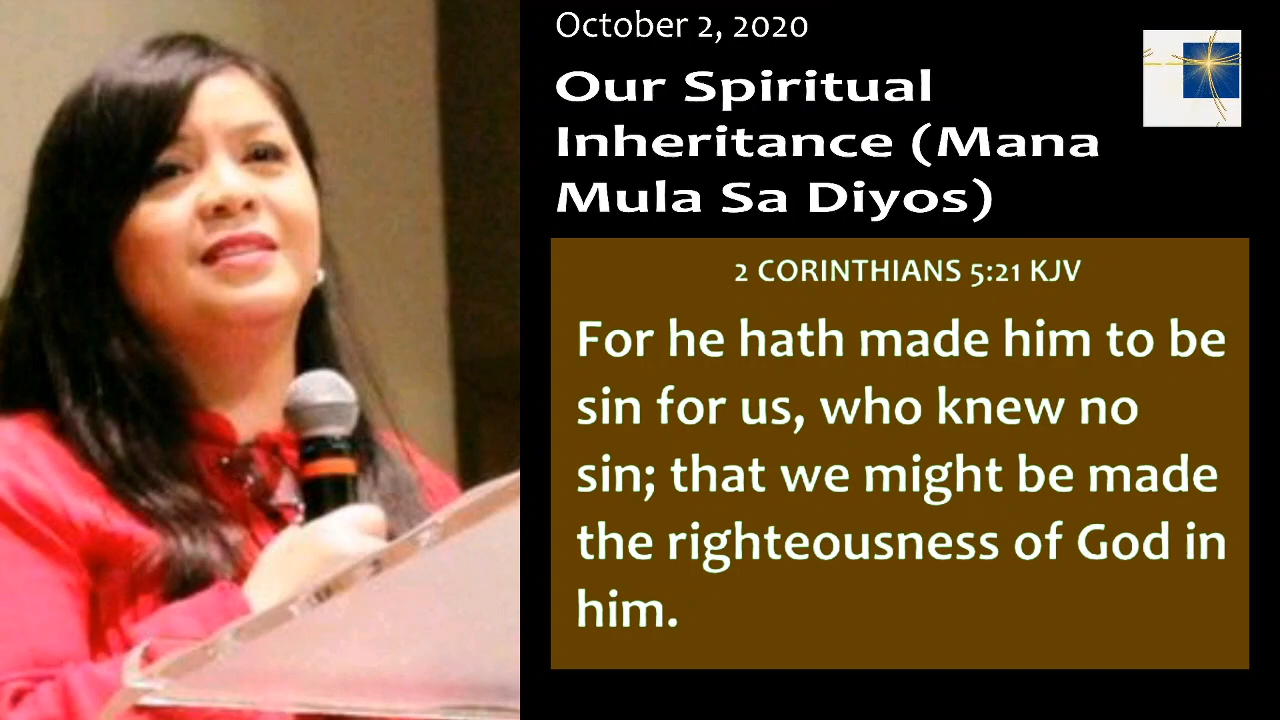 October 2, 2020
Our Spiritual
Inheritance (Mana
Mula Sa Diyos)
2 CORINTHIANS 5:21 KJV
For he hath made him to be
sin for us, who knew no
sin; that we might be made
the righteousness of God in
him.